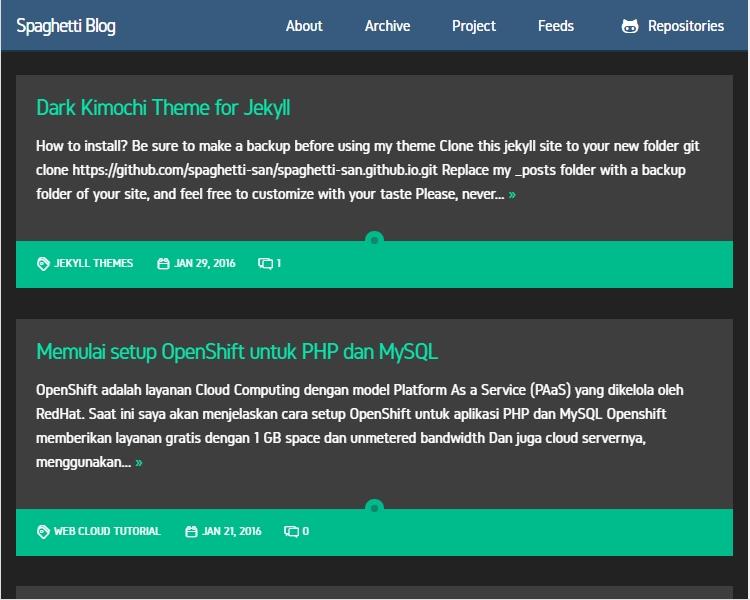 Spaghetti Blog About Archive Project Feeds Repositories
Dark Kimochi Theme for Jekyll
How to install? Be sure to make a backup before using my theme Clone this jekyll site to your new folder git
clone https://github.com/spaghetti-san/spaghetti-san.github.io.git Replace my _posts folder with a backup
folder of your site, and feel free to customize with your taste Please, never... »
JEKYLL THEMES JAN 29, 2016 1
Memulai setup OpenShift untuk PHP dan MySQL
OpenShift adalah layanan Cloud Computing dengan model Platform As a Service (PAaS) yang dikelola oleh
RedHat. Saat ini saya akan menjelaskan cara setup OpenShift untuk aplikasi PHP dan MySQL Openshift
memberikan layanan gratis dengan 1 GB space dan unmetered bandwidth Dan juga cloud servernya,
menggunakan... »
WEB CLOUD TUTORIAL JAN 21, 2016 0